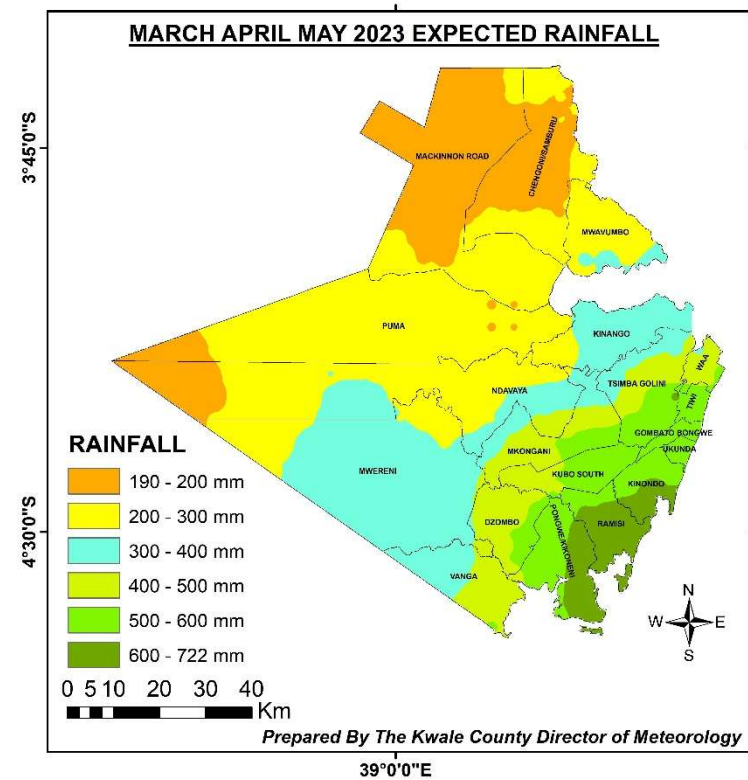 MARCH APRIL MAY 2023 EXPECTED RAINFALL
3°45'0"S
4°30'0"S
MACKINNON ROAD
CHENGONI/SAMBURU
MWAVUMBO
PUMA
KINANGO
WAA
NDAVAYA
TSIMBA GOLINI
TIWI
GOMBATO BONGWE
MKONGANI
UKUNDA
MWERENI
KUBO SOUTH
KINONDO
DZOMBO
PONGWE/KIKONENI
RAMISI
VANGA
RAINFALL
190 - 200 mm
200 - 300 mm
300 - 400 mm
400 - 500 mm
500 - 600 mm
600 - 722 mm
0 5 10 20 30 40
Km
N
W E
S
Prepared By The Kwale County Director of Meteorology
39°0'0"E